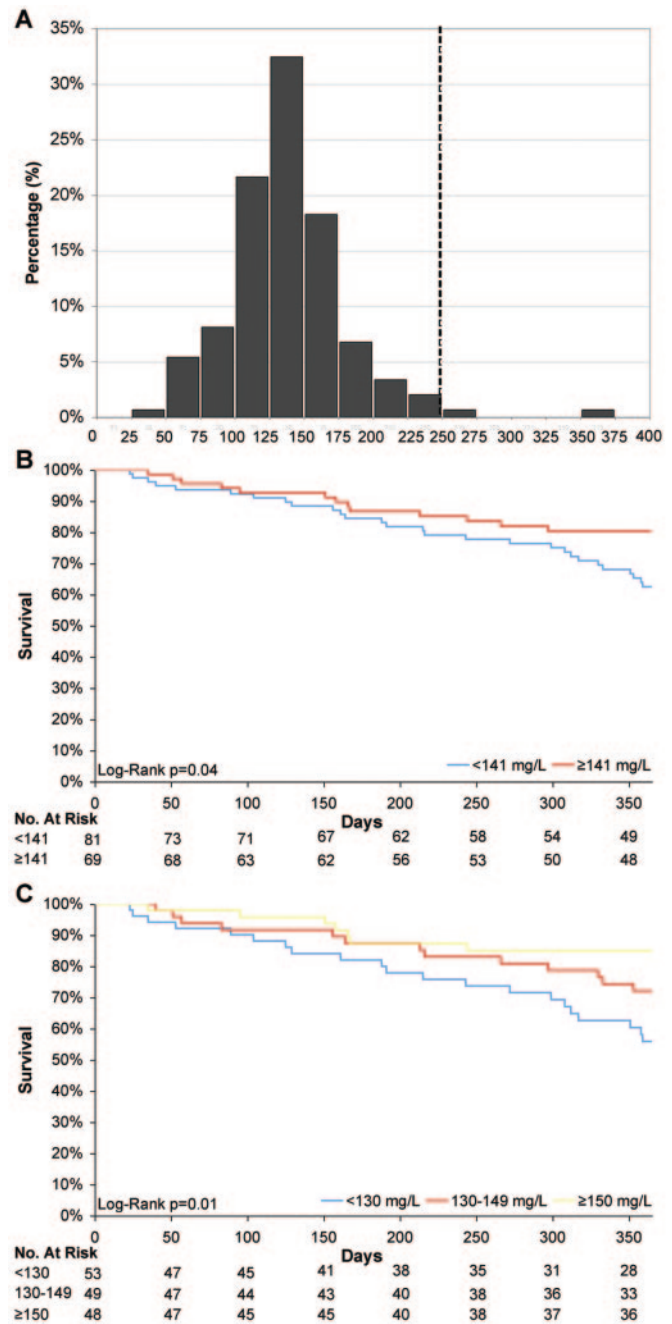 A
35%
30%
25%
20%
15%
10%
5%
0%
Percentage (%)
0 25 50 75 100 125 150 175 200 225 250 275 300 325 350 375 400
B
100%
90%
80%
70%
60%
50%
40%
30%
20%
10%
0%
Survival
Log-Rank p=0.04
<141 mg/L ≥141 mg/L
0 50 100 150 200 250 300 350
Days
No. At Risk
<141 81 73 71 67 62 58 54 49
≥141 69 68 63 62 56 53 50 48
C
100%
90%
80%
70%
60%
50%
40%
30%
20%
10%
0%
Survival
Log-Rank p=0.01
<130 mg/L 130-149 mg/L ≥150 mg/L
0 50 100 150 200 250 300 350
Days
No. At Risk
<130 53 47 45 41 38 35 31 28
130-149 49 47 44 43 40 38 36 33
≥150 48 47 45 45 40 38 37 36